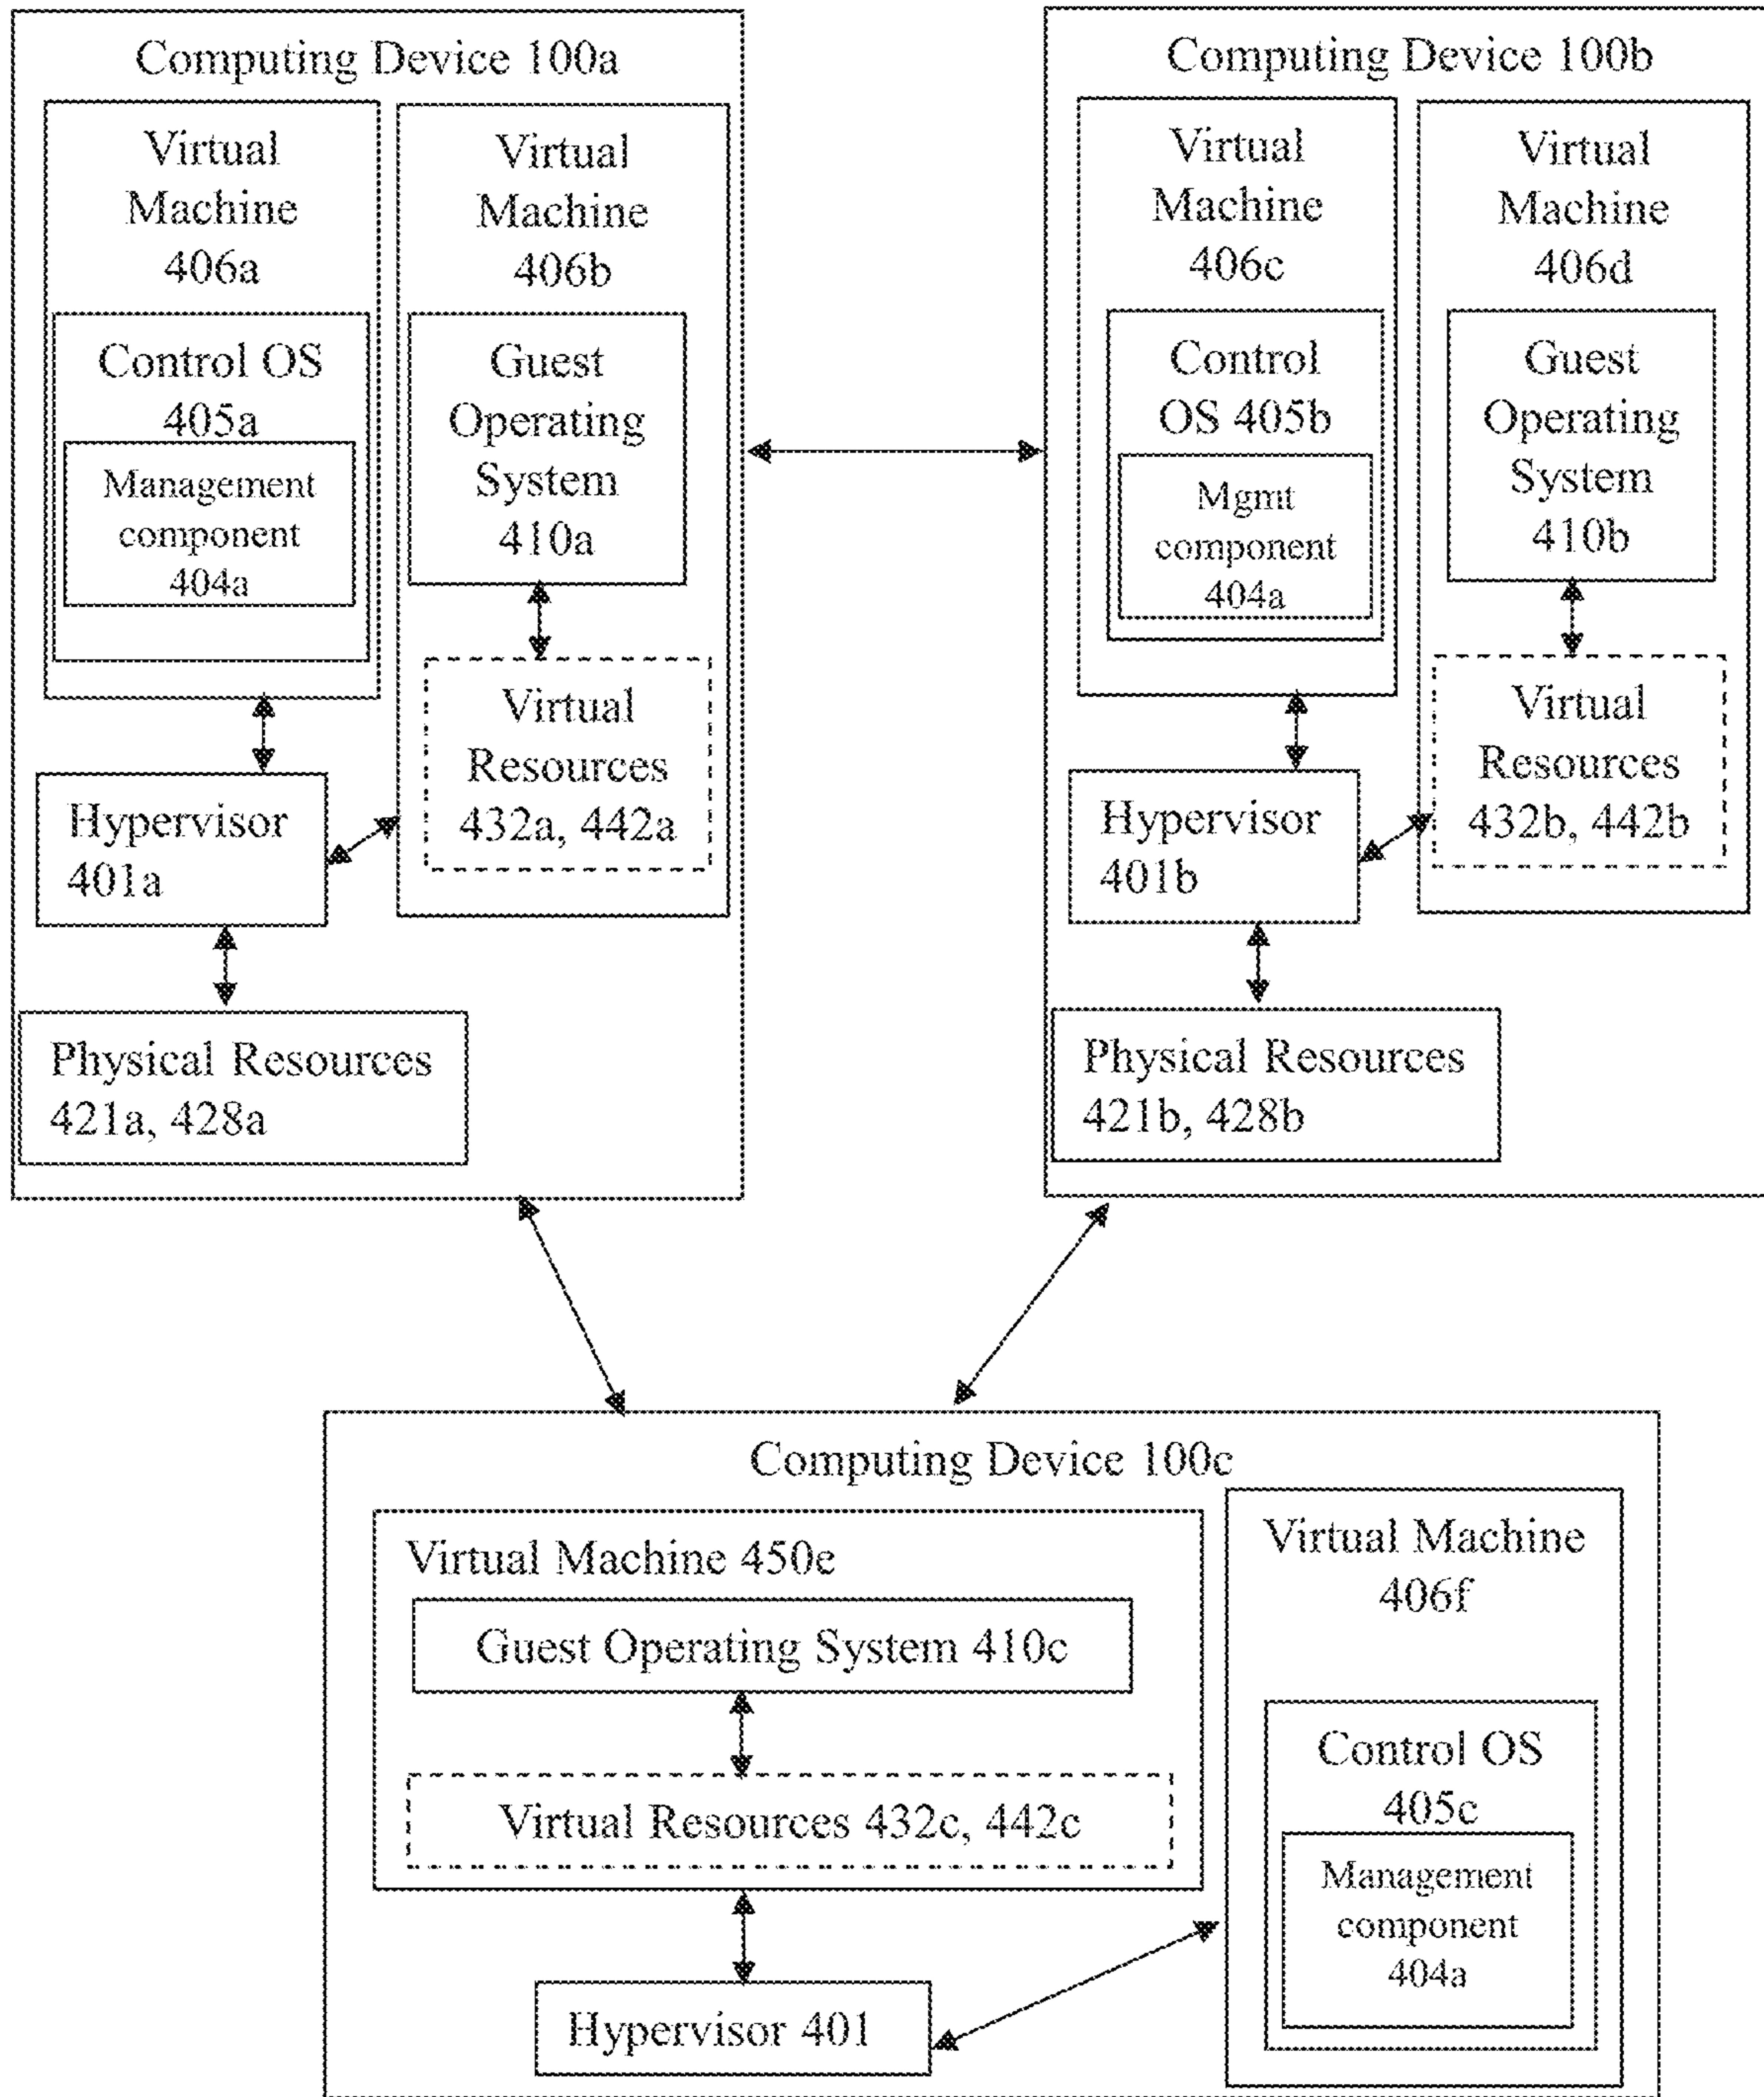 Computing Device 100a
Virtual
Machine
406a
Control OS
405a
Management
component
404a
Virtual
Machine
406b
Guest
Operating
System
410a
Virtual
Resources
432a, 442a
Hypervisor
401a
Physical Resources
421a, 428a
Computing Device 100b
Virtual
Machine
406c
Control
OS 405b
Mgmt
component
404a
Virtual
Machine
406d
Guest
Operating
System
410b
Virtual
Resources
432b, 442b
Hypervisor
401b
Physical Resources
421b, 428b
Computing Device 100c
Virtual Machine 450e
Guest Operating System 410c
Virtual Resources 432c, 442c
Hypervisor 401
Virtual Machine
406f
Control OS
405c
Management
component
404a